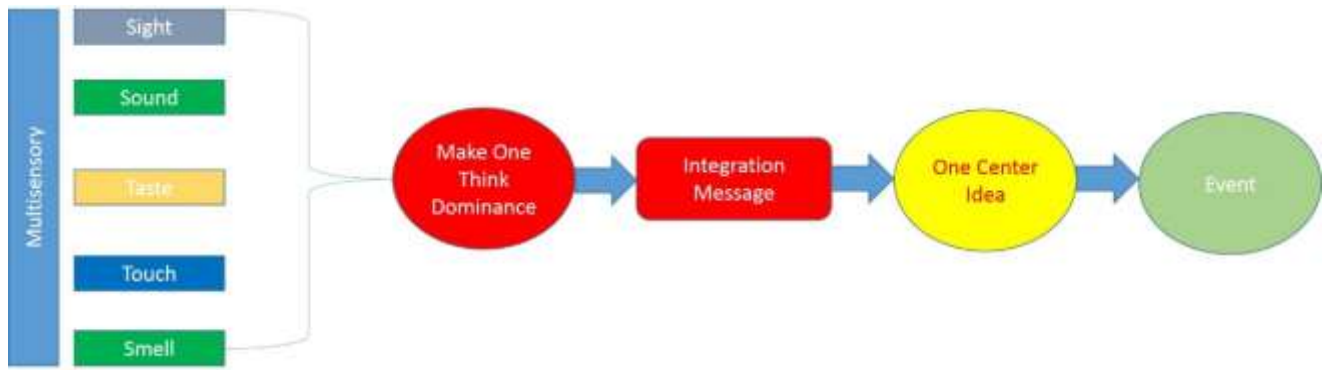 Multisensory
Sight
Sound
Taste
Touch
Smell
Make One
Think
Dominance
Integration
Message
One Center
Idea
Event